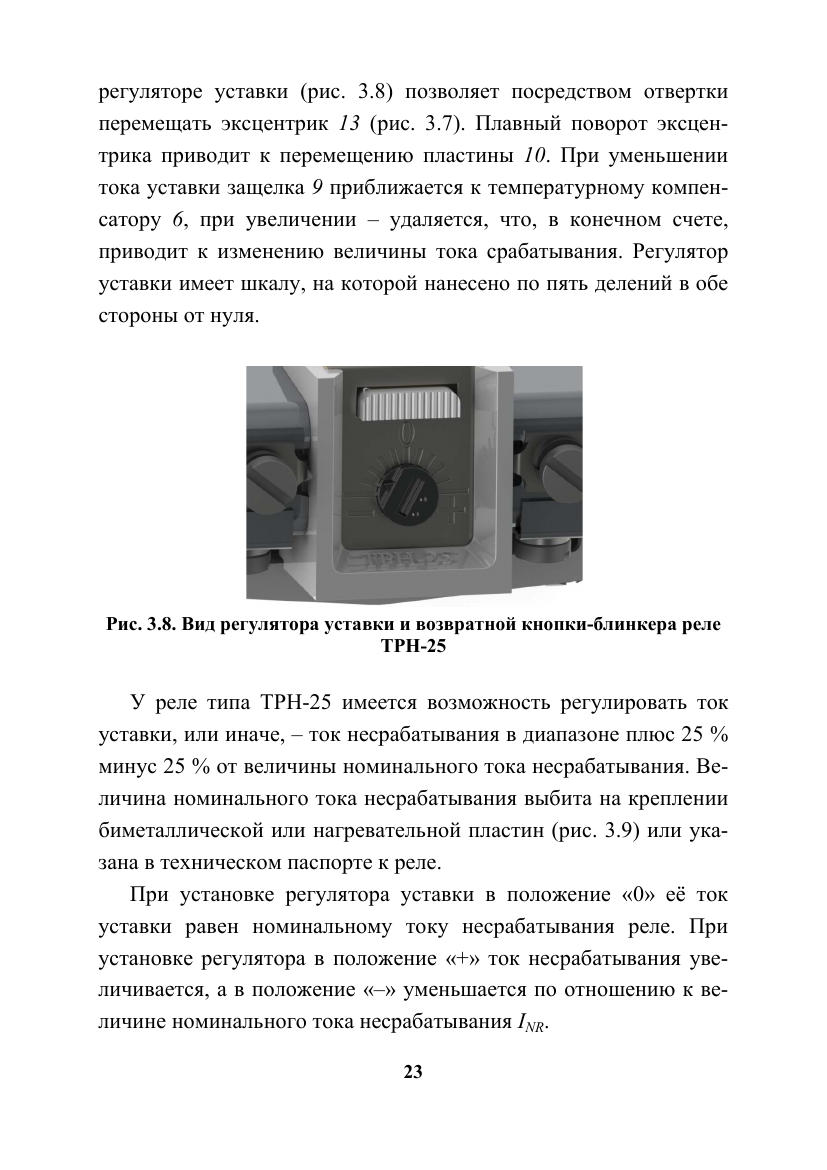 регуляторе уставки (рис. 3.8) позволяет посредством отвертки
перемещать эксцентрик 13 (рис. 3.7). Плавный поворот эксцен-
трика приводит к перемещению пластины 10. При уменьшении
тока уставки защелка 9 приближается к температурному компен-
сатору 6, при увеличении – удаляется, что, в конечном счете,
приводит к изменению величины тока срабатывания. Регулятор
уставки имеет шкалу, на которой нанесено по пять делений в обе
стороны от нуля.
0
– +
ТРН-25
Рис. 3.8. Вид регулятора уставки и возвратной кнопки-блинкера реле
ТРН-25
У реле типа ТРН-25 имеется возможность регулировать ток
уставки, или иначе, – ток несрабатывания в диапазоне плюс 25 %
минус 25 % от величины номинального тока несрабатывания. Ве-
личина номинального тока несрабатывания выбита на креплении
биметаллической или нагревательной пластин (рис. 3.9) или ука-
зана в техническом паспорте к реле.
При установке регулятора уставки в положение «0» её ток
уставки равен номинальному току несрабатывания реле. При
установке регулятора в положение «+» ток несрабатывания уве-
личивается, а в положение «–» уменьшается по отношению к ве-
личине номинального тока несрабатывания INR.
23